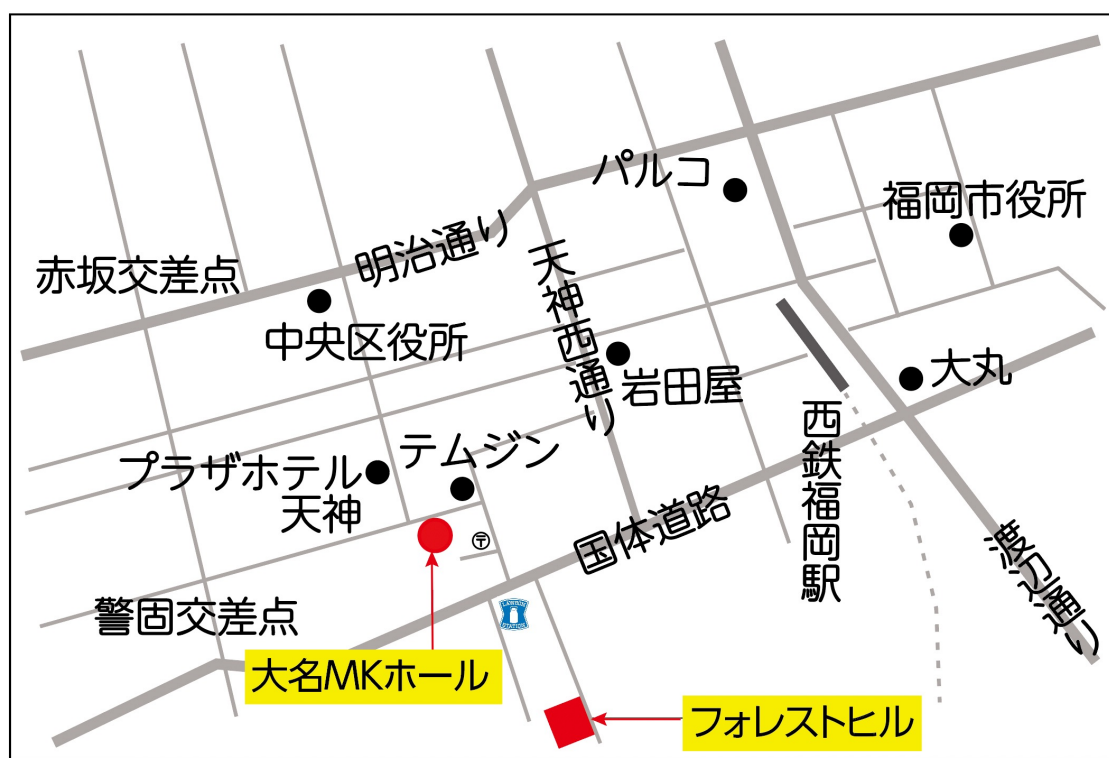 パルコ
福岡市役所
明治通り
赤坂交差点
天神西通り
中央区役所
岩田屋
大丸
西鉄福岡駅
テムジン
プラザホテル
天神
〒
国体道路
渡辺通り
警固交差点
LAWSON
STATION
大名MKホール
フォレストヒル